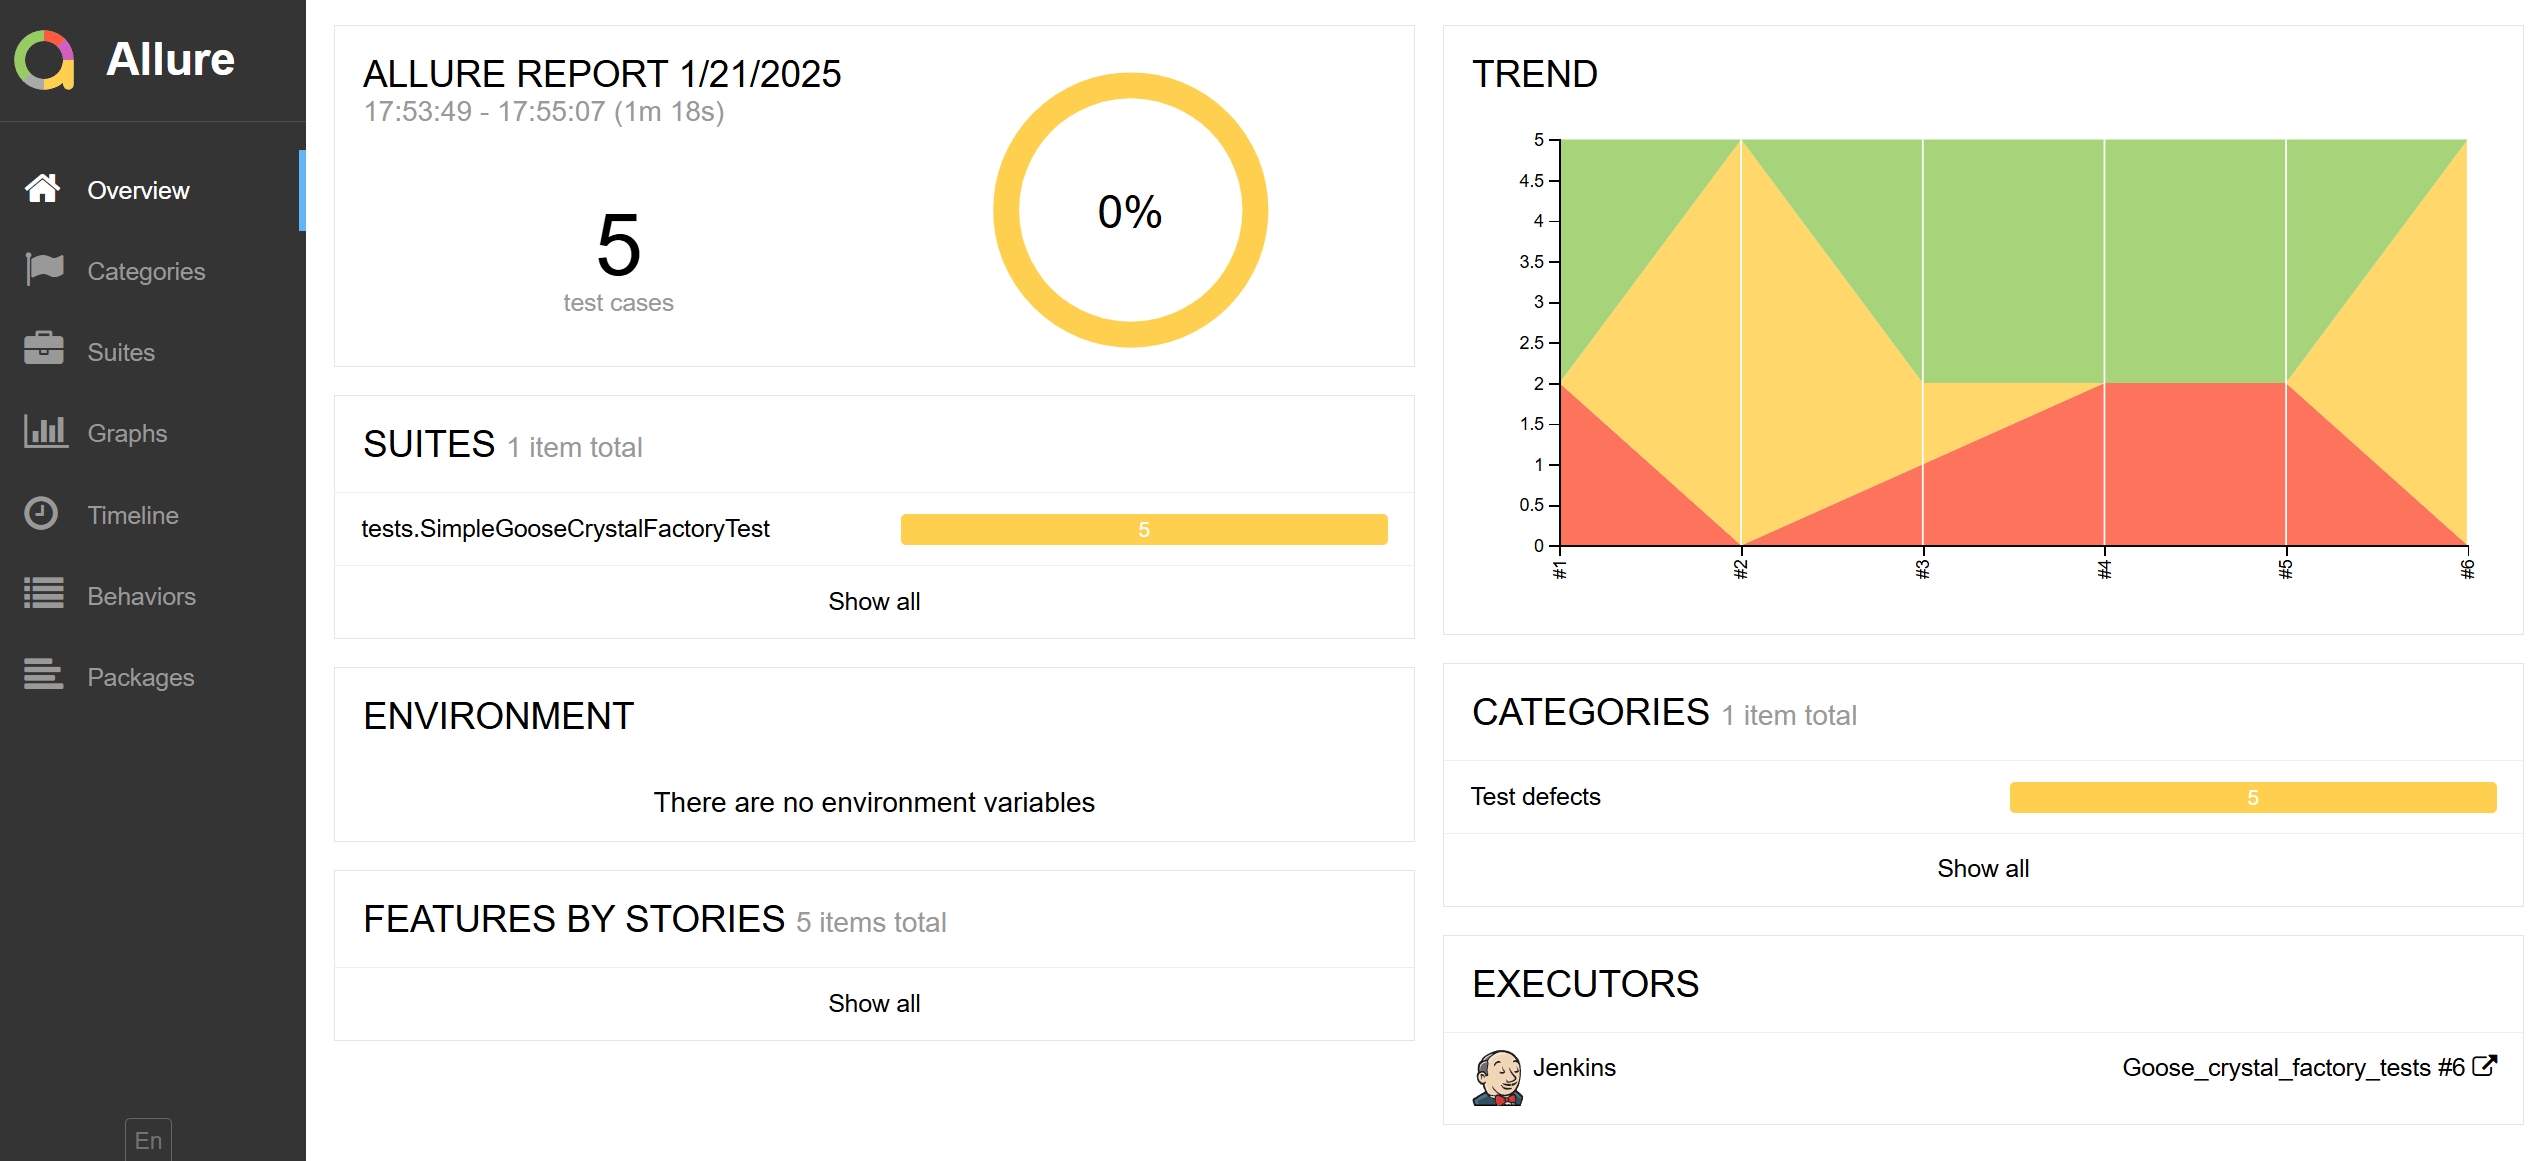 Allure
Overview
Categories
Suites
Graphs
Timeline
Behaviors
Packages
En
ALLURE REPORT 1/21/2025
17:53:49 - 17:55:07 (1m 18s)
5
test cases
0%
SUITES 1 item total
tests.SimpleGooseCrystalFactoryTest 5
Show all
ENVIRONMENT
There are no environment variables
FEATURES BY STORIES 5 items total
Show all
TREND
5
4.5
4
3.5
3
2.5
2
1.5
1
0.5
0
#1 #2 #3 #4 #5 #6
CATEGORIES 1 item total
Test defects 5
Show all
EXECUTORS
Jenkins Goose_crystal_factory_tests #6